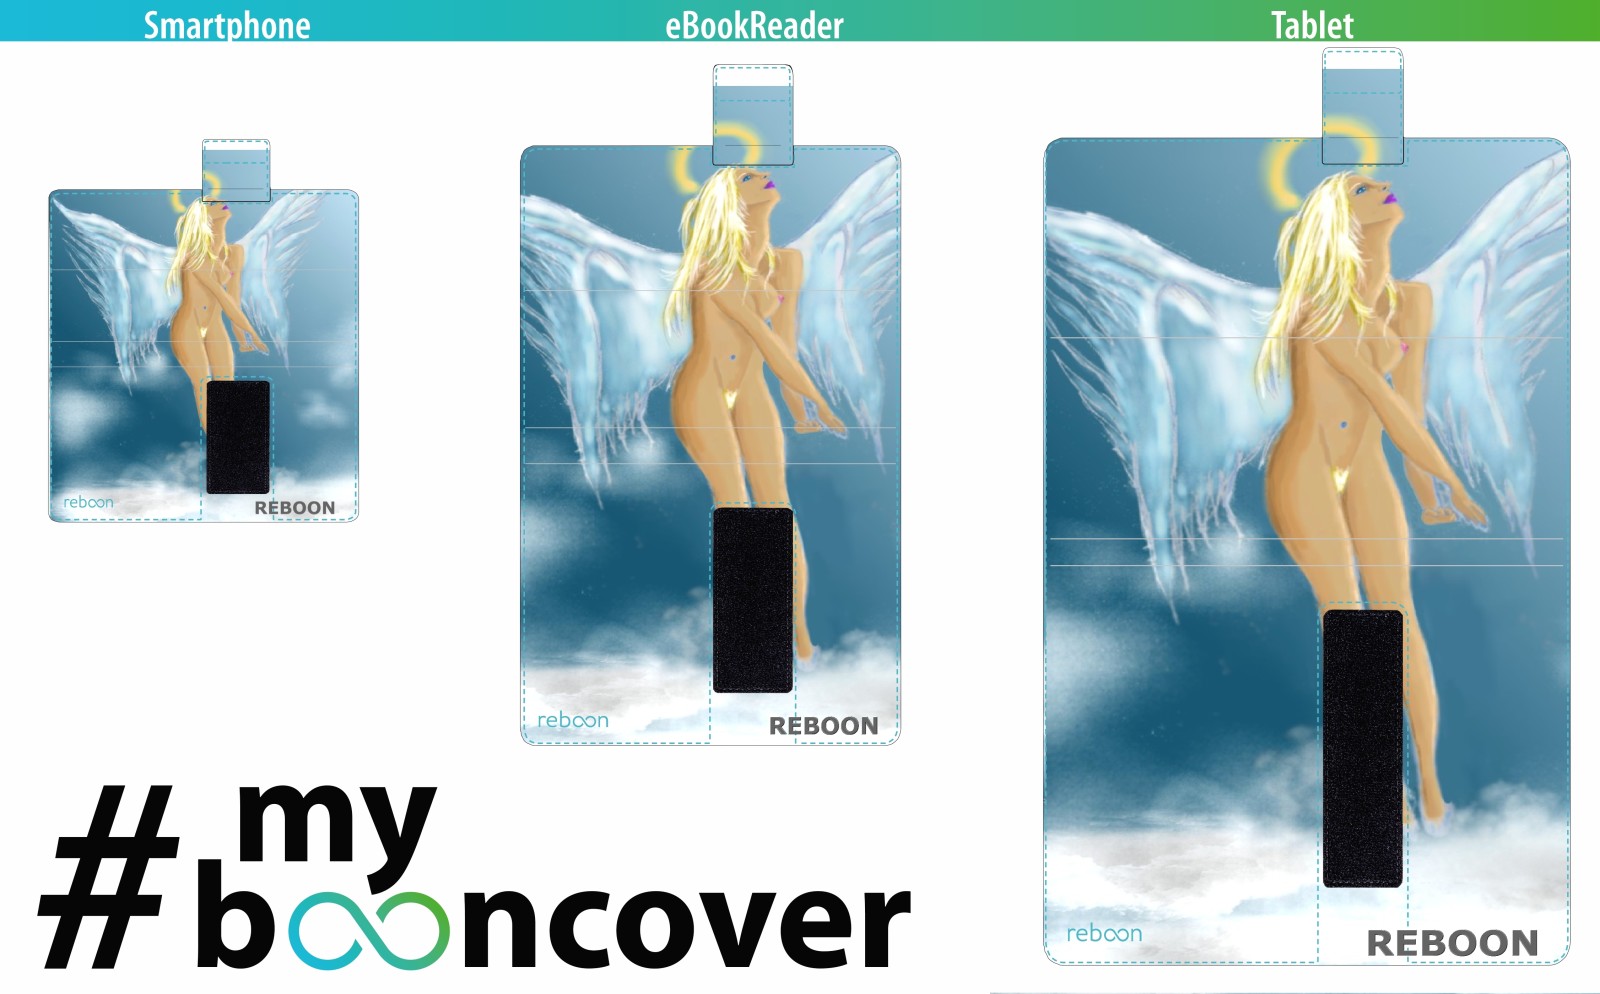 Smartphone
eBookReader
Tablet
reboon
REBOON
reboon
REBOON
reboon
REBOON
#my
booncover